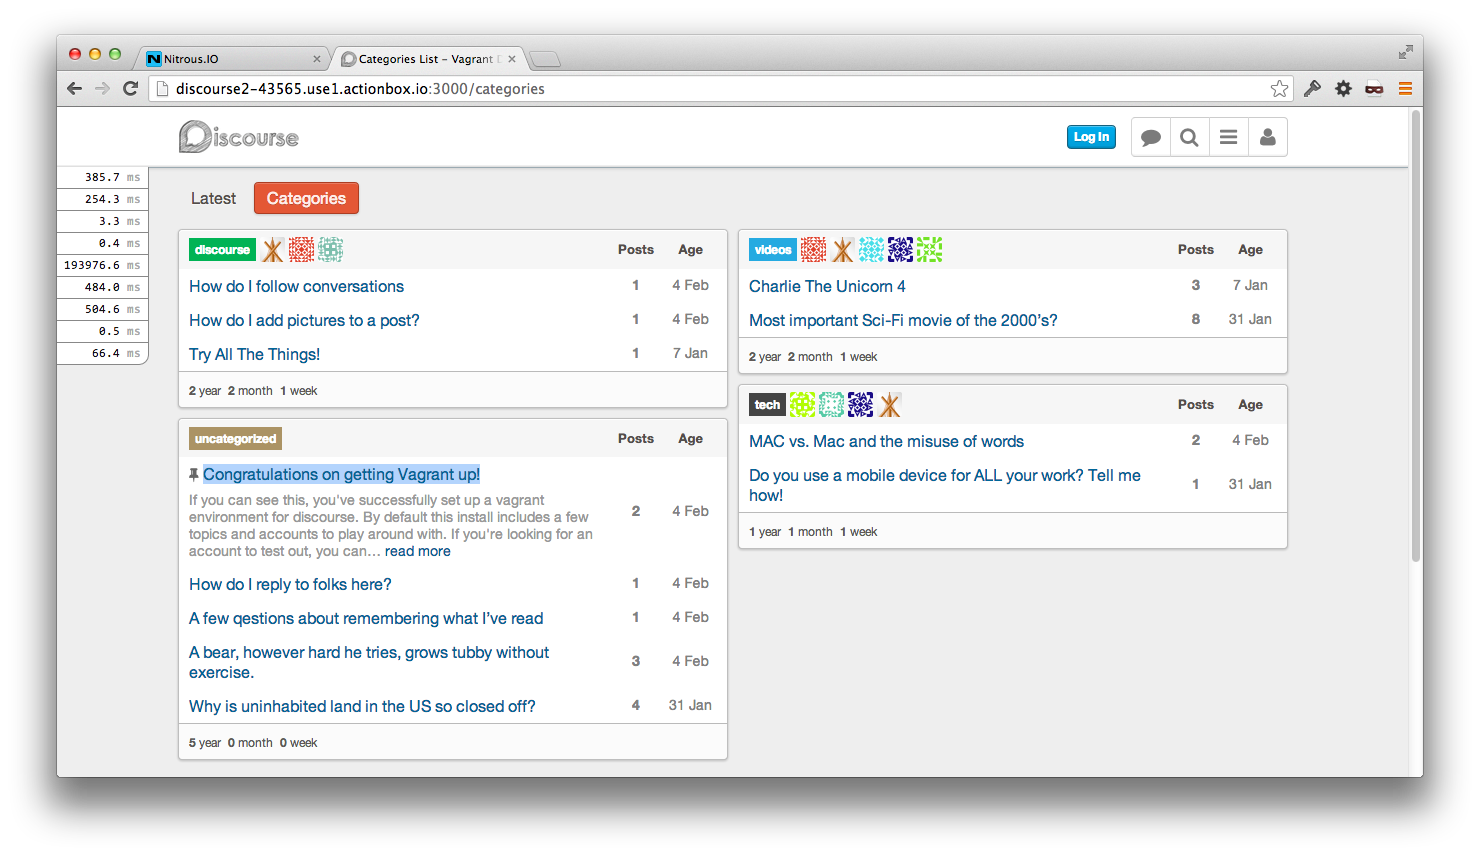 Nitrous.IO
Categories List – Vagrant D
discourse2-43565.use1.actionbox.io:3000/categories
Discourse
Log In
385.7 ms
254.3 ms
3.3 ms
0.4 ms
193976.6 ms
484.0 ms
504.6 ms
0.5 ms
66.4 ms
Latest
Categories
discourse Posts Age
How do I follow conversations 1 4 Feb
How do I add pictures to a post? 1 4 Feb
Try All The Things! 1 7 Jan
2 year 2 month 1 week
uncategorized Posts Age
Congratulations on getting Vagrant up!
If you can see this, you've successfully set up a vagrant
environment for discourse. By default this install includes a few
topics and accounts to play around with. If you're looking for an
account to test out, you can… read more
2 4 Feb
How do I reply to folks here? 1 4 Feb
A few qestions about remembering what I've read 1 4 Feb
A bear, however hard he tries, grows tubby without
exercise.
3 4 Feb
Why is uninhabited land in the US so closed off? 4 31 Jan
5 year 0 month 0 week
videos Posts Age
Charlie The Unicorn 4 3 7 Jan
Most important Sci-Fi movie of the 2000's? 8 31 Jan
2 year 2 month 1 week
tech Posts Age
MAC vs. Mac and the misuse of words 2 4 Feb
Do you use a mobile device for ALL your work? Tell me
how!
1 31 Jan
1 year 1 month 1 week